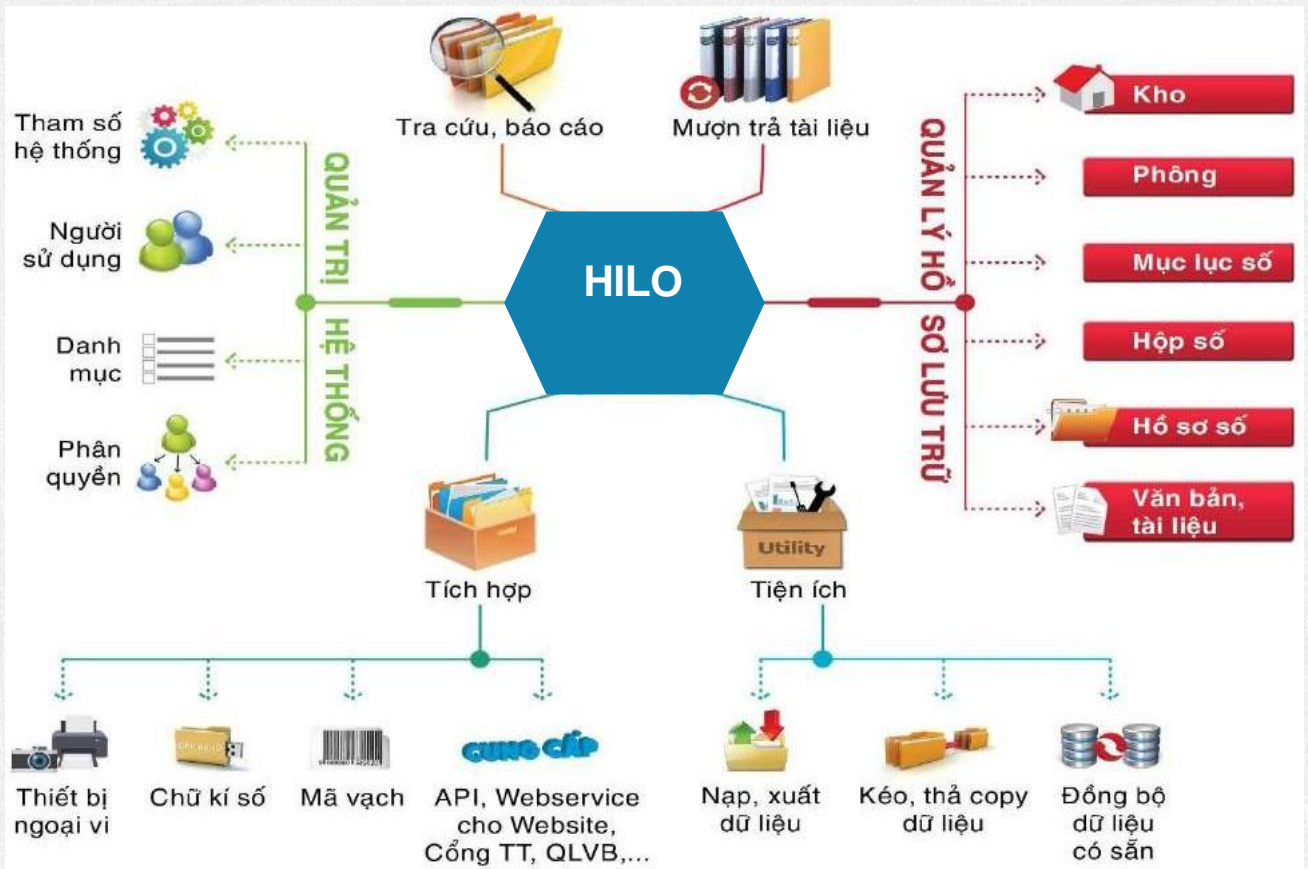 Tra cứu, báo cáo
Mượn trả tài liệu
Tham số
hệ thống
Người
sử dụng
Danh
mục
Phân
quyền
QUẢN TRỊ HỆ THỐNG
HILO
QUẢN LÝ HỒ SƠ LƯU TRỮ
Kho
Phông
Mục lục số
Hộp số
Hồ sơ số
Văn bản,
tài liệu
Tích hợp
Utility
Tiện ích
Thiết bị
ngoại vi
Chữ kí số
Mã vạch
CUNG CẤP
API, Webservice
cho Website,
Cổng TT, QLVB,...
Nạp, xuất
dữ liệu
Kéo, thả copy
dữ liệu
Đồng bộ
dữ liệu
có sẵn